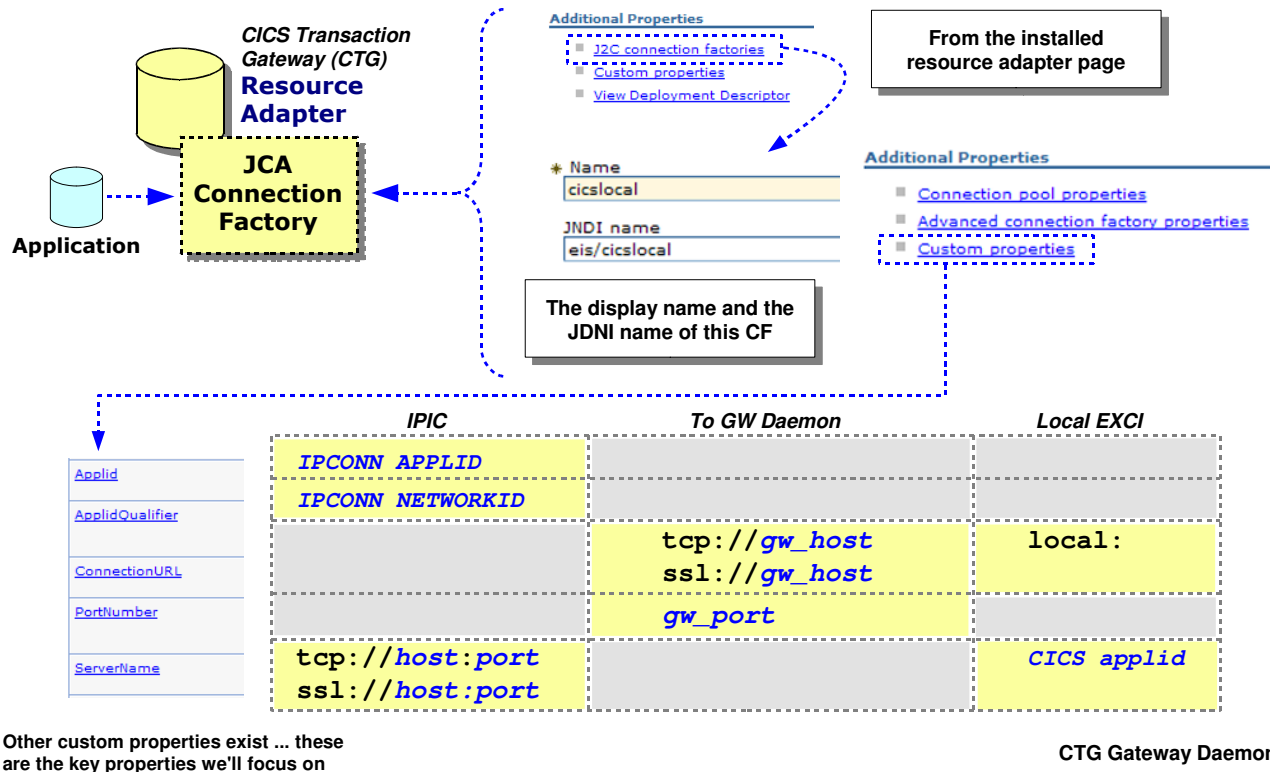 CICS Transaction
Gateway (CTG)
Resource
Adapter
JCA
Connection
Factory
Application
Additional Properties
J2C connection factories
Custom properties
View Deployment Descriptor
From the installed
resource adapter page
Name
cicslocal
JNDI name
eis/cicslocal
The display name and the
JDNI name of this CF
Additional Properties
Connection pool properties
Advanced connection factory properties
Custom properties
IPIC To GW Daemon Local EXCI
Applid IPCONN APPLID
ApplidQualifier IPCONN NETWORKID
ConnectionURL tcp://gw_host local:
ssl://gw_host
PortNumber gw_port
ServerName tcp://host:port CICS applid
ssl://host:port
Other custom properties exist ... these
are the key properties we'll focus on
CTG Gateway Daemon